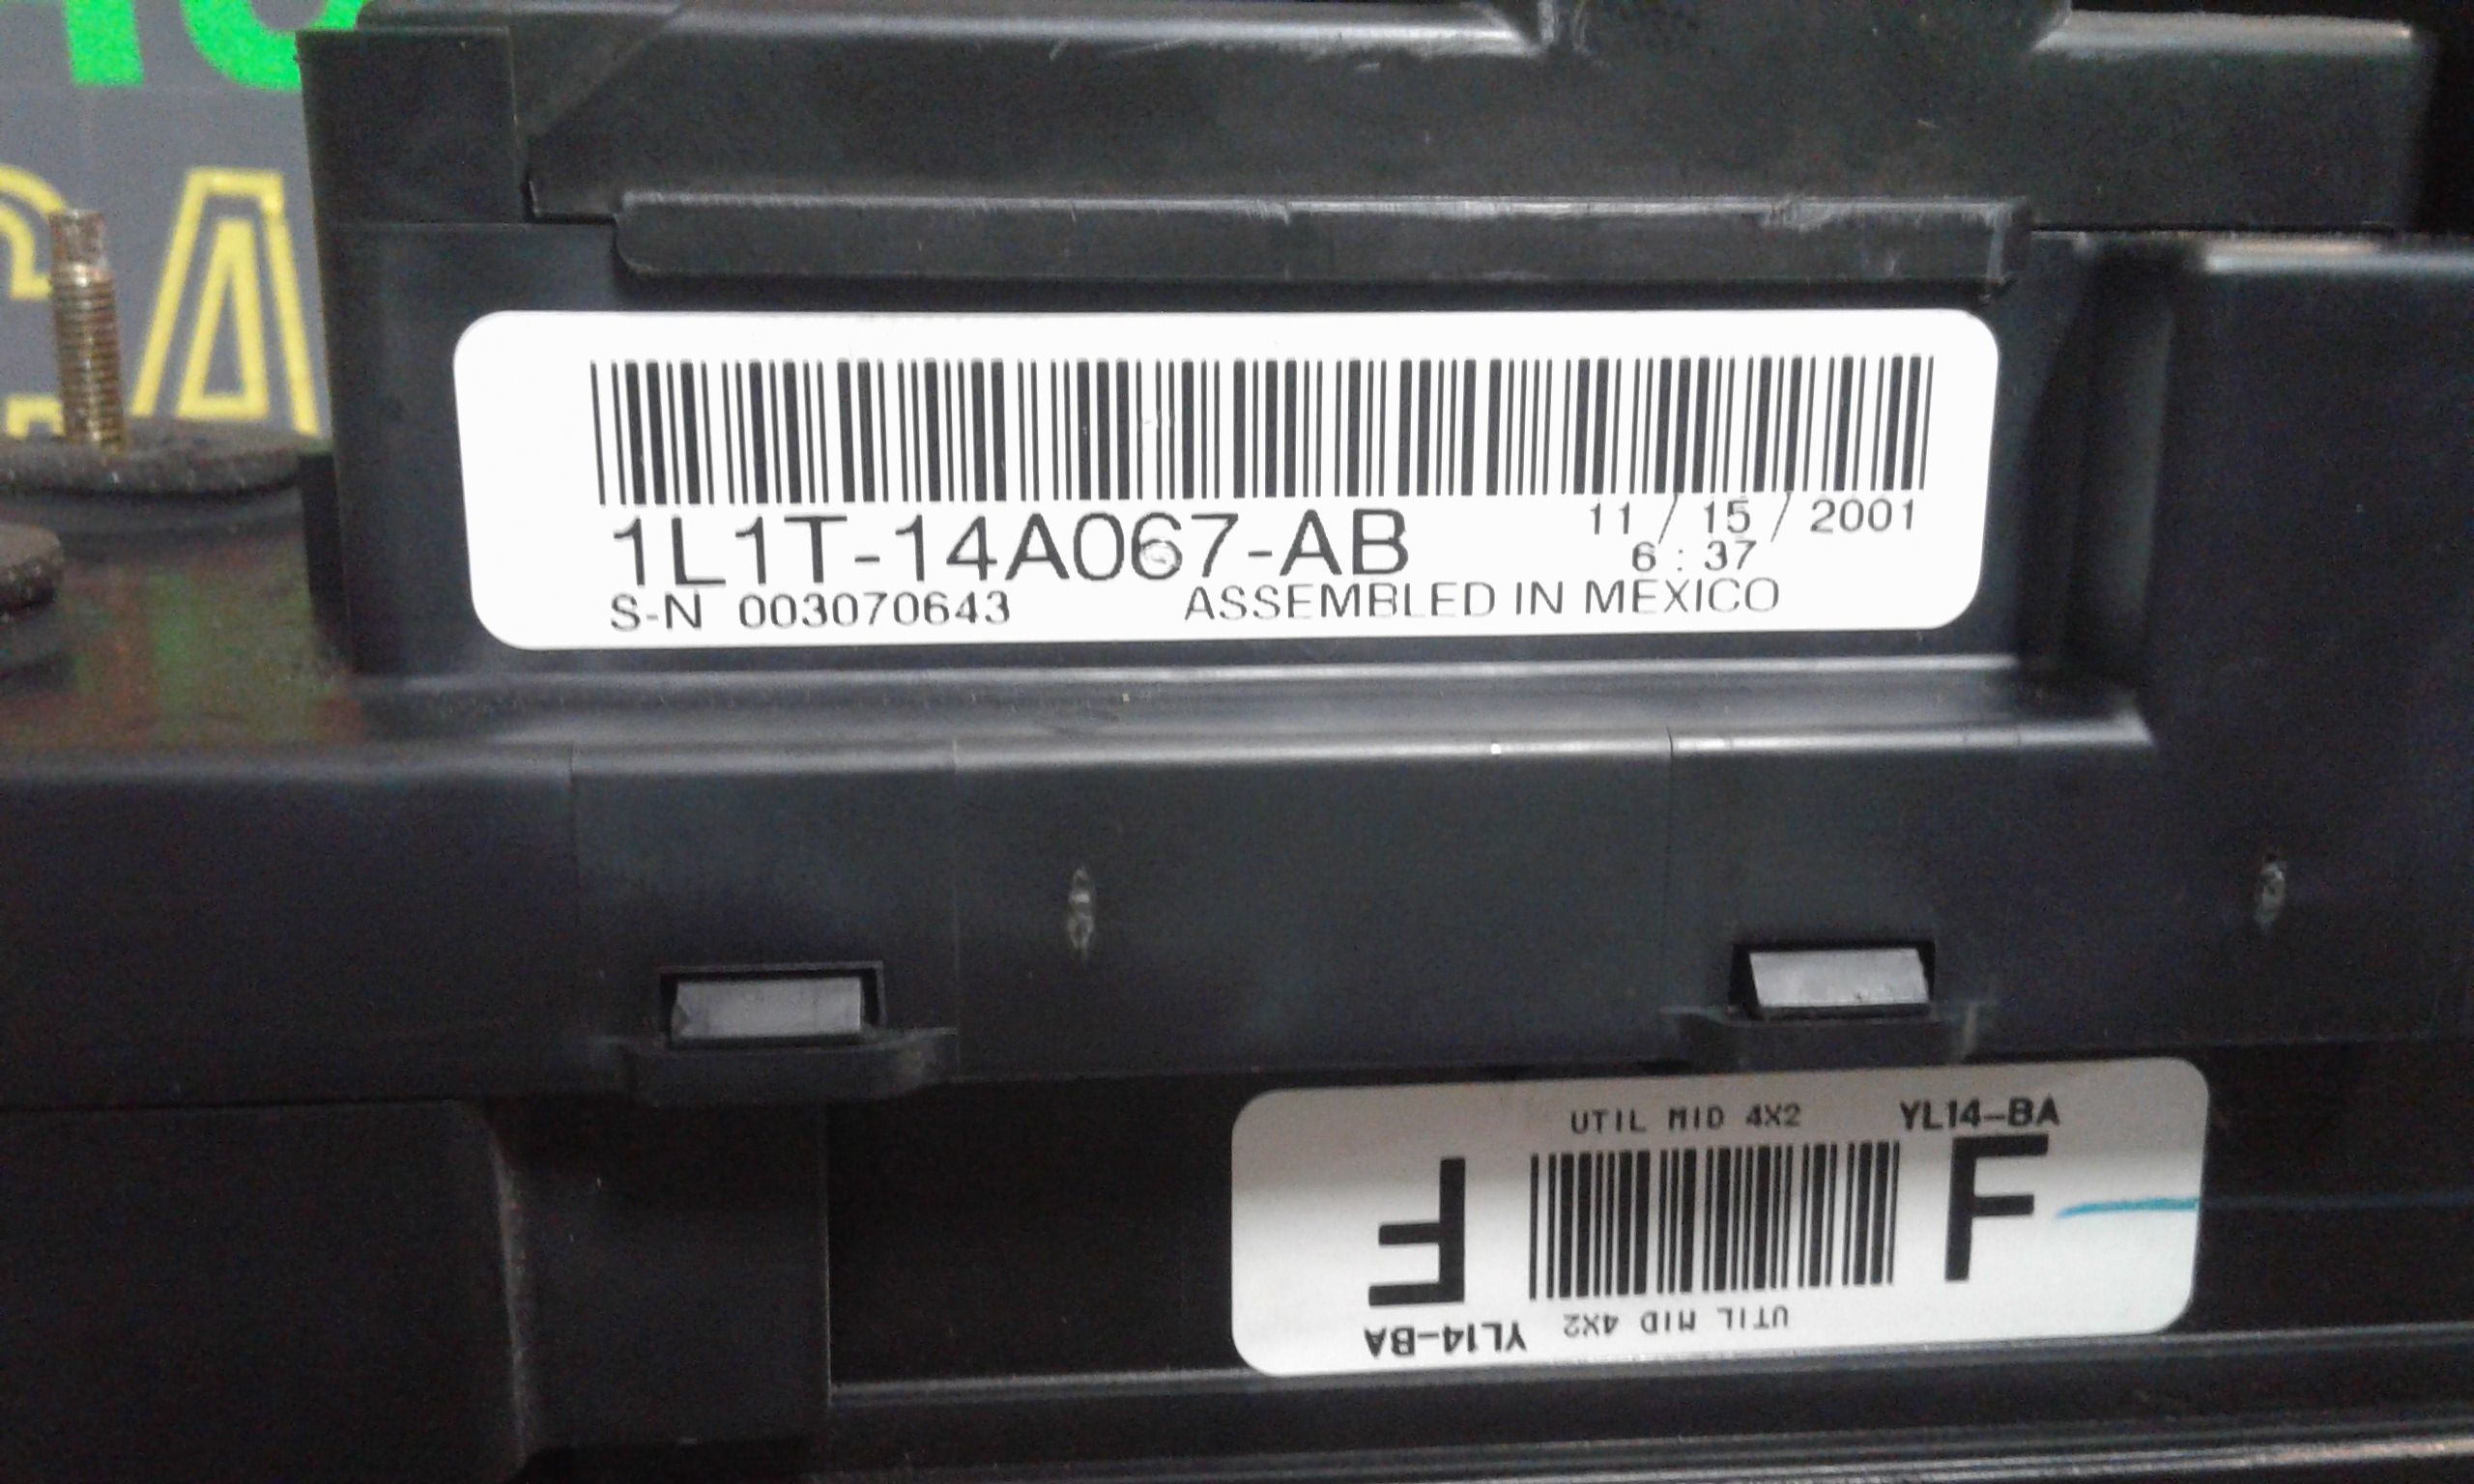 CA
1L1T-14A067-AB
11 / 15 / 2001
6 : 37
S-N 003070643
ASSEMBLED IN MEXICO
UTIL MID 4X2 YL14-BA
F F
YL14-BA UTIL MID 4X2